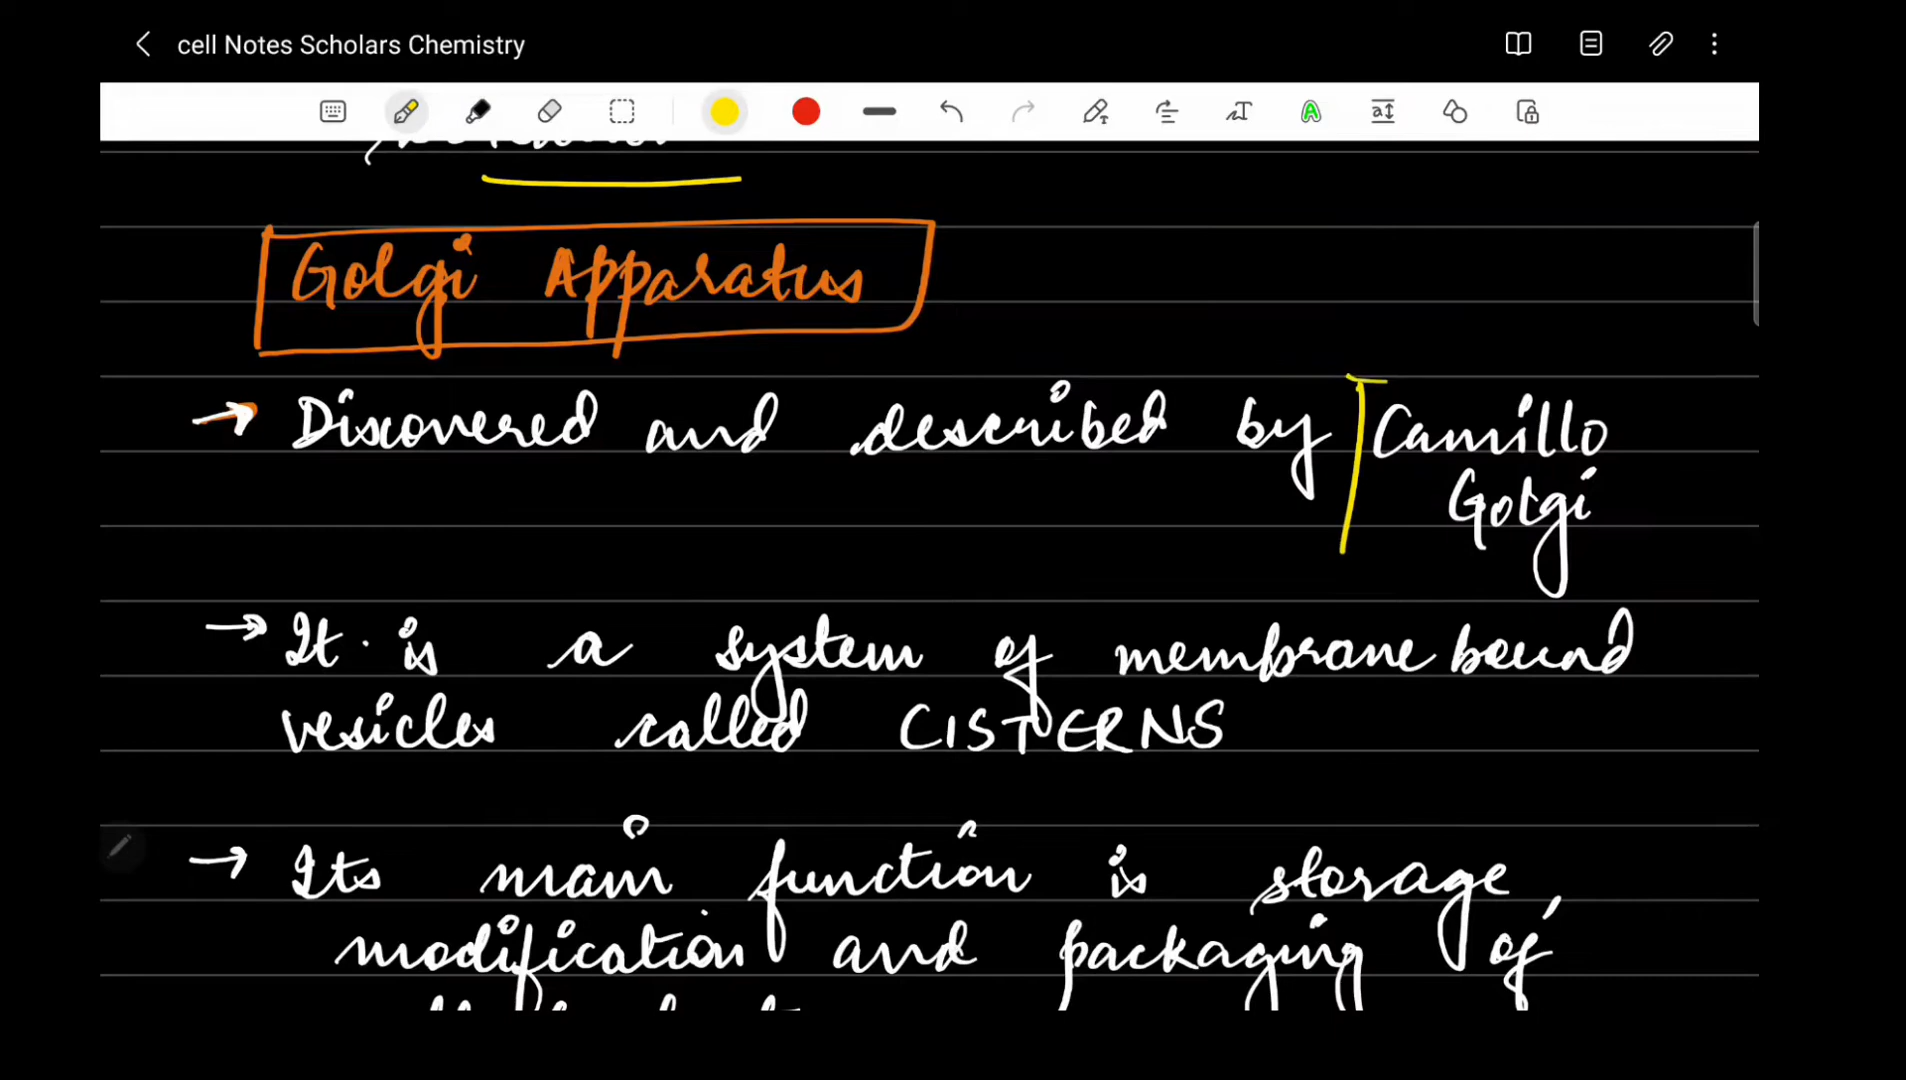 cell Notes Scholars Chemistry
Golgi Apparatus
→ Discovered and described by Camillo
Golgi
→ It is a system of membrane bound
vesicles called CISTERNS
→ Its main function is storage
modification and packaging of